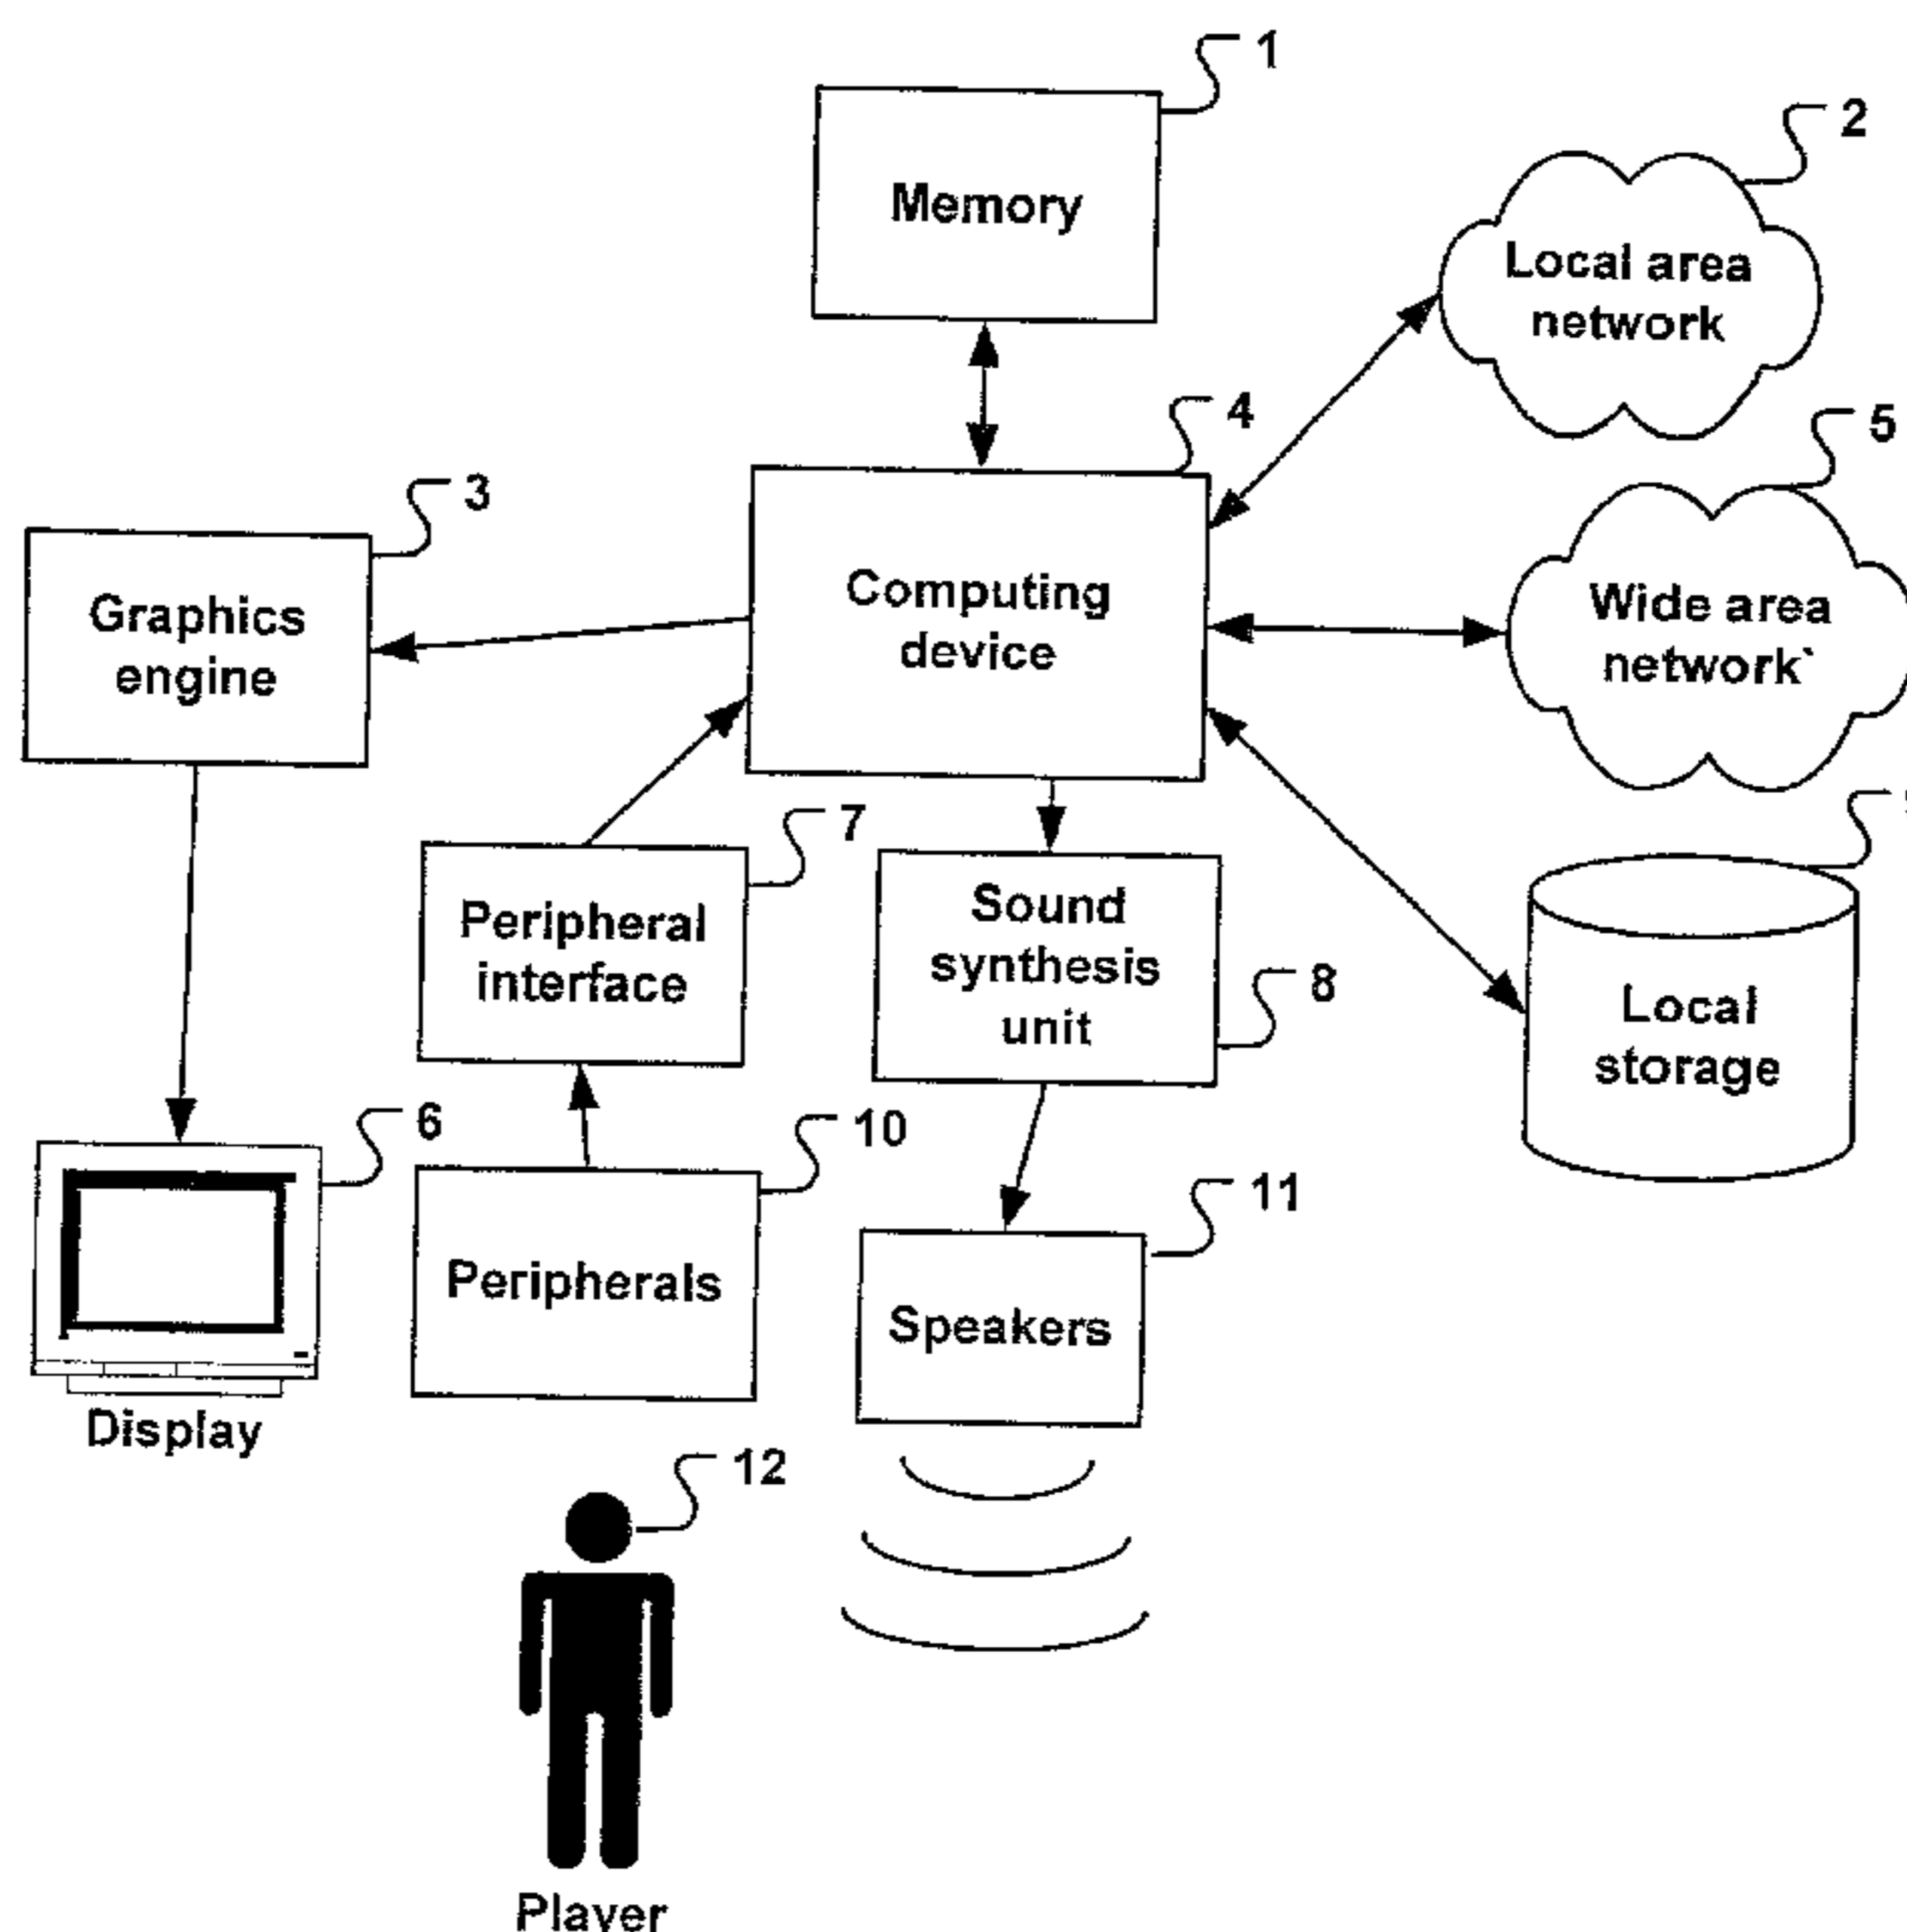 1
Memory
2
Local area
network
4
Computing
device
5
Wide area
network`
3
Graphics
engine
7
Peripheral
interface
Sound
synthesis
unit
8
Local
storage
6
Display
10
Peripherals
11
Speakers
12
Player